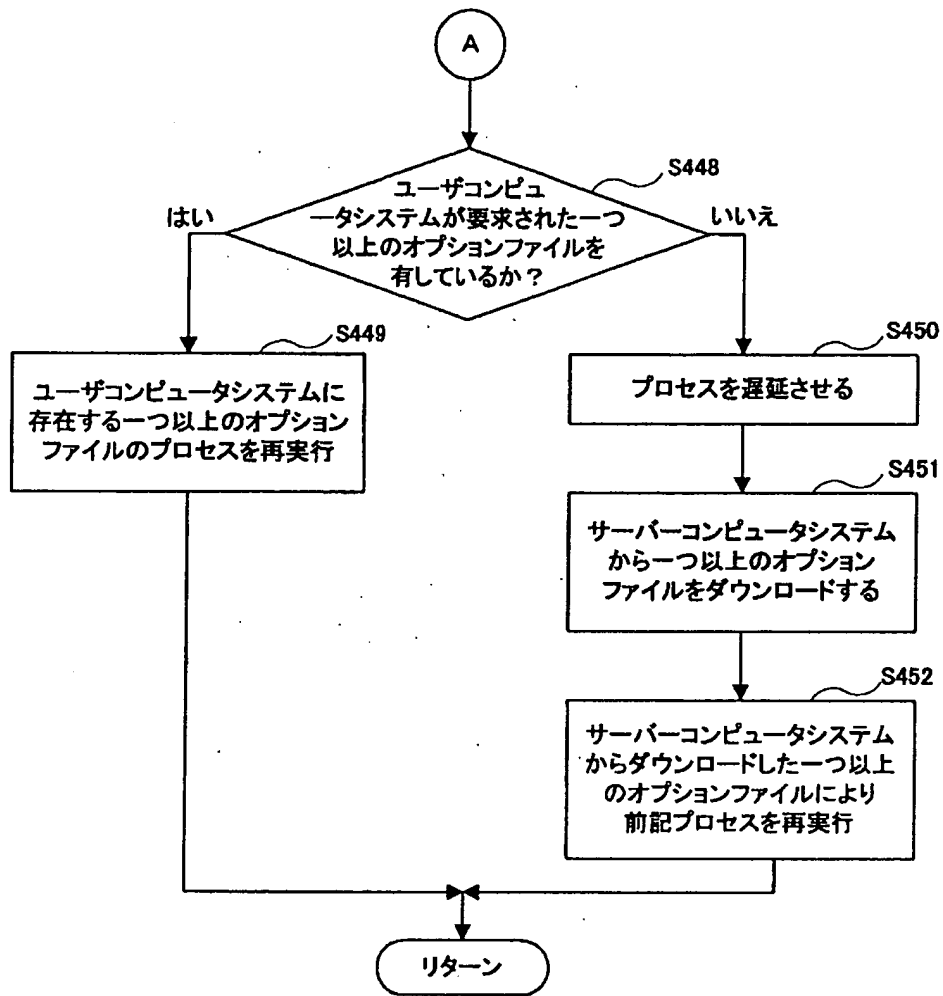 A
S448
ユーザコンピュ
ータシステムが要求された一つ
以上のオプションファイルを
有しているか？
はい
いいえ
S449
ユーザコンピュータシステムに
存在する一つ以上のオプション
ファイルのプロセスを再実行
S450
プロセスを遅延させる
S451
サーバーコンピュータシステム
から一つ以上のオプション
ファイルをダウンロードする
S452
サーバーコンピュータシステム
からダウンロードした一つ以上
のオプションファイルにより
前記プロセスを再実行
リターン